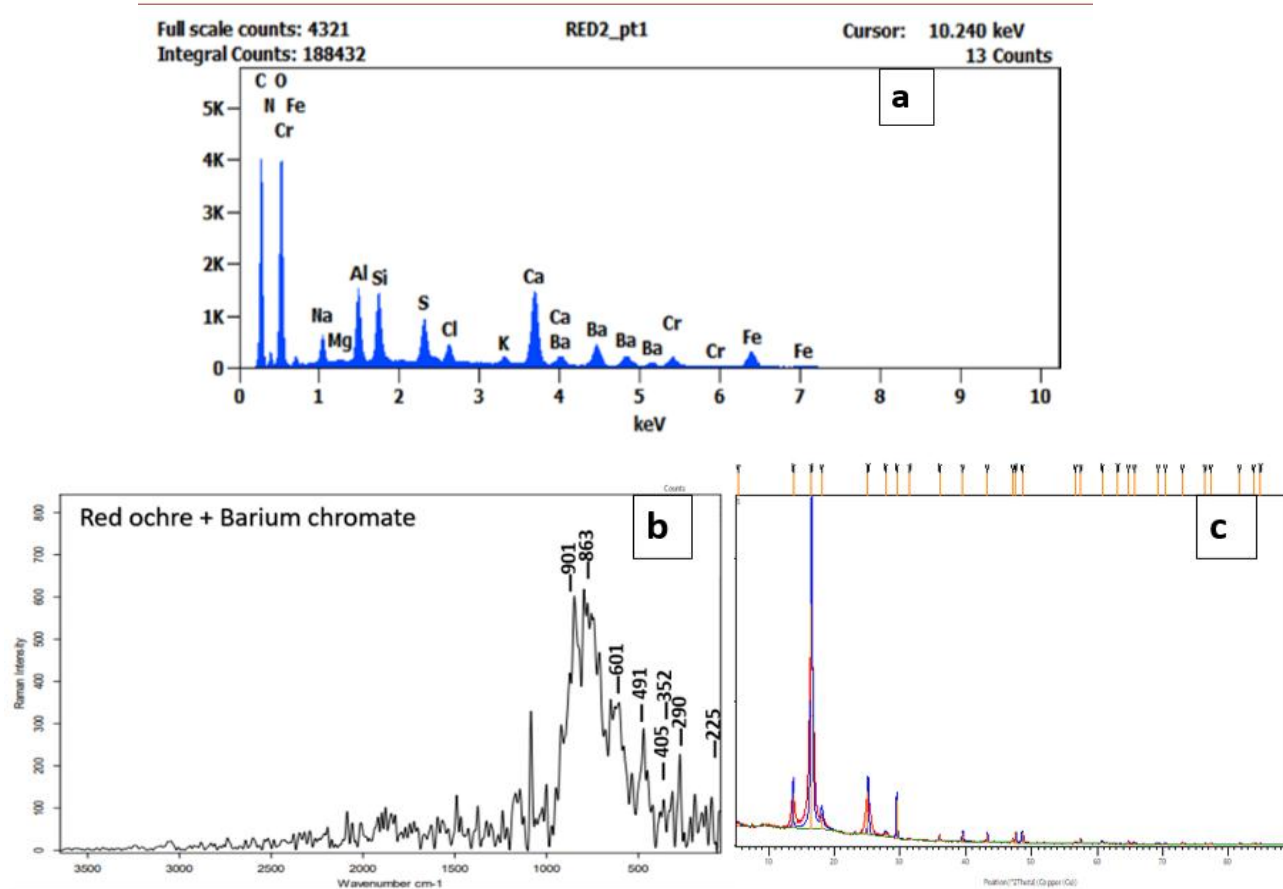 Full scale counts: 4321 RED2_pt1 Cursor: 10.240 keV
Integral Counts: 188432 13 Counts
a
C O
N Fe
Cr
5K
4K
3K
2K
1K
0
Na
Mg
Al
Si
S
Cl
K
Ca
Ca
Ba
Ba
Ba
Ba
Cr
Cr
Fe
Fe
0 1 2 3 4 5 6 7 8 9 10
keV
Red ochre + Barium chromate
b
Raman Intensity
800
700
600
500
400
300
200
100
0
901
863
601
491
405
352
290
225
3500 3000 2500 2000 1500 1000 500
Wavenumber cm-1
Counts
c
10 20 30 40 50 60 70 80
Position [°2Theta] (Copper (Cu))